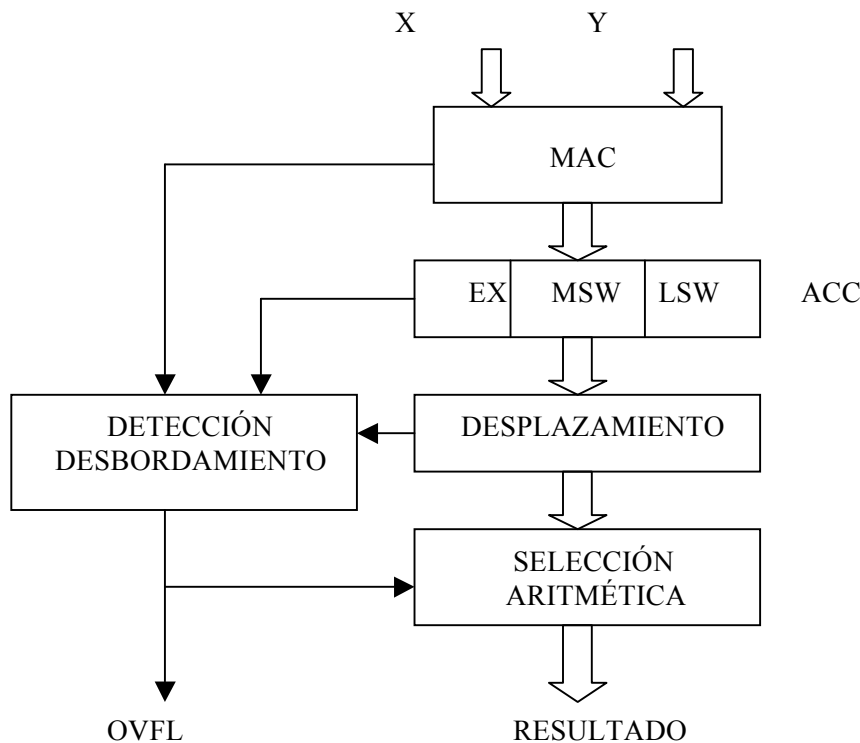 X Y
MAC
EX MSW LSW ACC
DETECCIÓN
DESBORDAMIENTO
DESPLAZAMIENTO
SELECCIÓN
ARITMÉTICA
OVFL RESULTADO